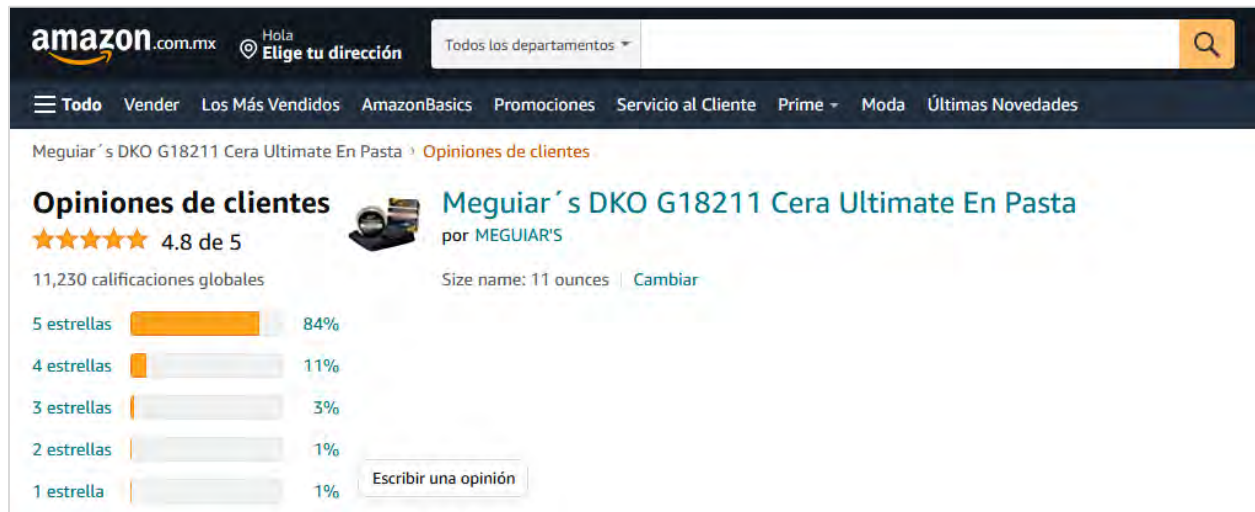 amazon.com.mx
Hola
Elige tu dirección
Todos los departamentos
Todo Vender Los Más Vendidos AmazonBasics Promociones Servicio al Cliente Prime Moda Últimas Novedades
Meguiar´s DKO G18211 Cera Ultimate En Pasta › Opiniones de clientes
Opiniones de clientes
4.8 de 5
11,230 calificaciones globales
5 estrellas 84%
4 estrellas 11%
3 estrellas 3%
2 estrellas 1%
1 estrella 1%
Meguiar´s DKO G18211 Cera Ultimate En Pasta
por MEGUIAR'S
Size name: 11 ounces | Cambiar
Escribir una opinión